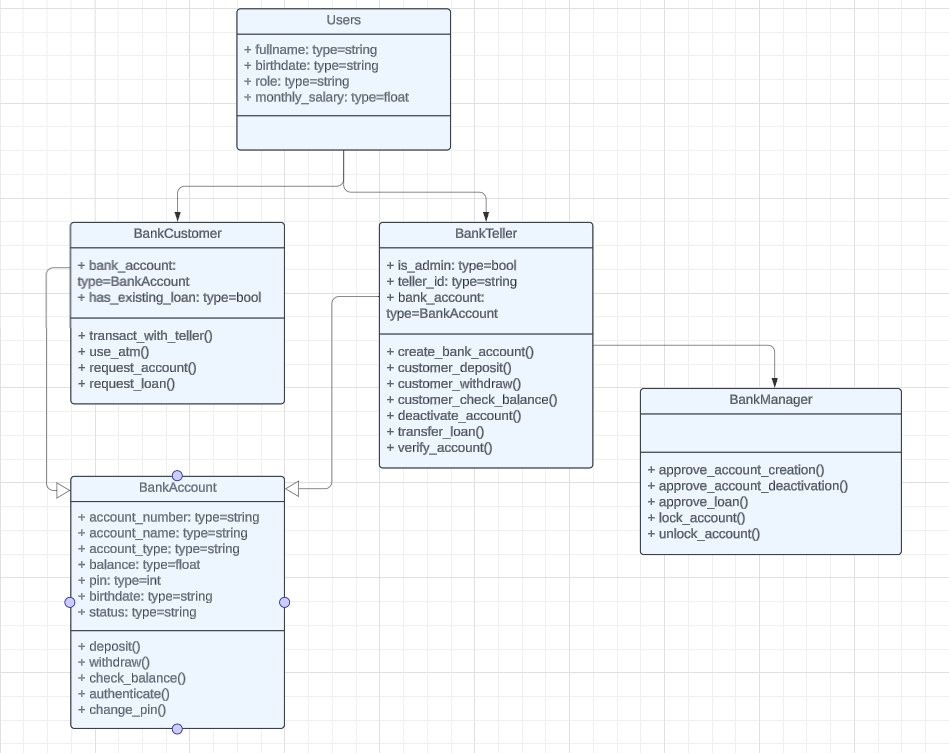 Users
+ fullname: type=string
+ birthdate: type=string
+ role: type=string
+ monthly_salary: type=float
BankCustomer
+ bank_account:
type=BankAccount
+ has_existing_loan: type=bool
+ transact_with_teller()
+ use_atm()
+ request_account()
+ request_loan()
BankTeller
+ is_admin: type=bool
+ teller_id: type=string
+ bank_account:
type=BankAccount
+ create_bank_account()
+ customer_deposit()
+ customer_withdraw()
+ customer_check_balance()
+ deactivate_account()
+ transfer_loan()
+ verify_account()
BankManager
+ approve_account_creation()
+ approve_account_deactivation()
+ approve_loan()
+ lock_account()
+ unlock_account()
BankAccount
+ account_number: type=string
+ account_name: type=string
+ account_type: type=string
+ balance: type=float
+ pin: type=int
+ birthdate: type=string
+ status: type=string
+ deposit()
+ withdraw()
+ check_balance()
+ authenticate()
+ change_pin()